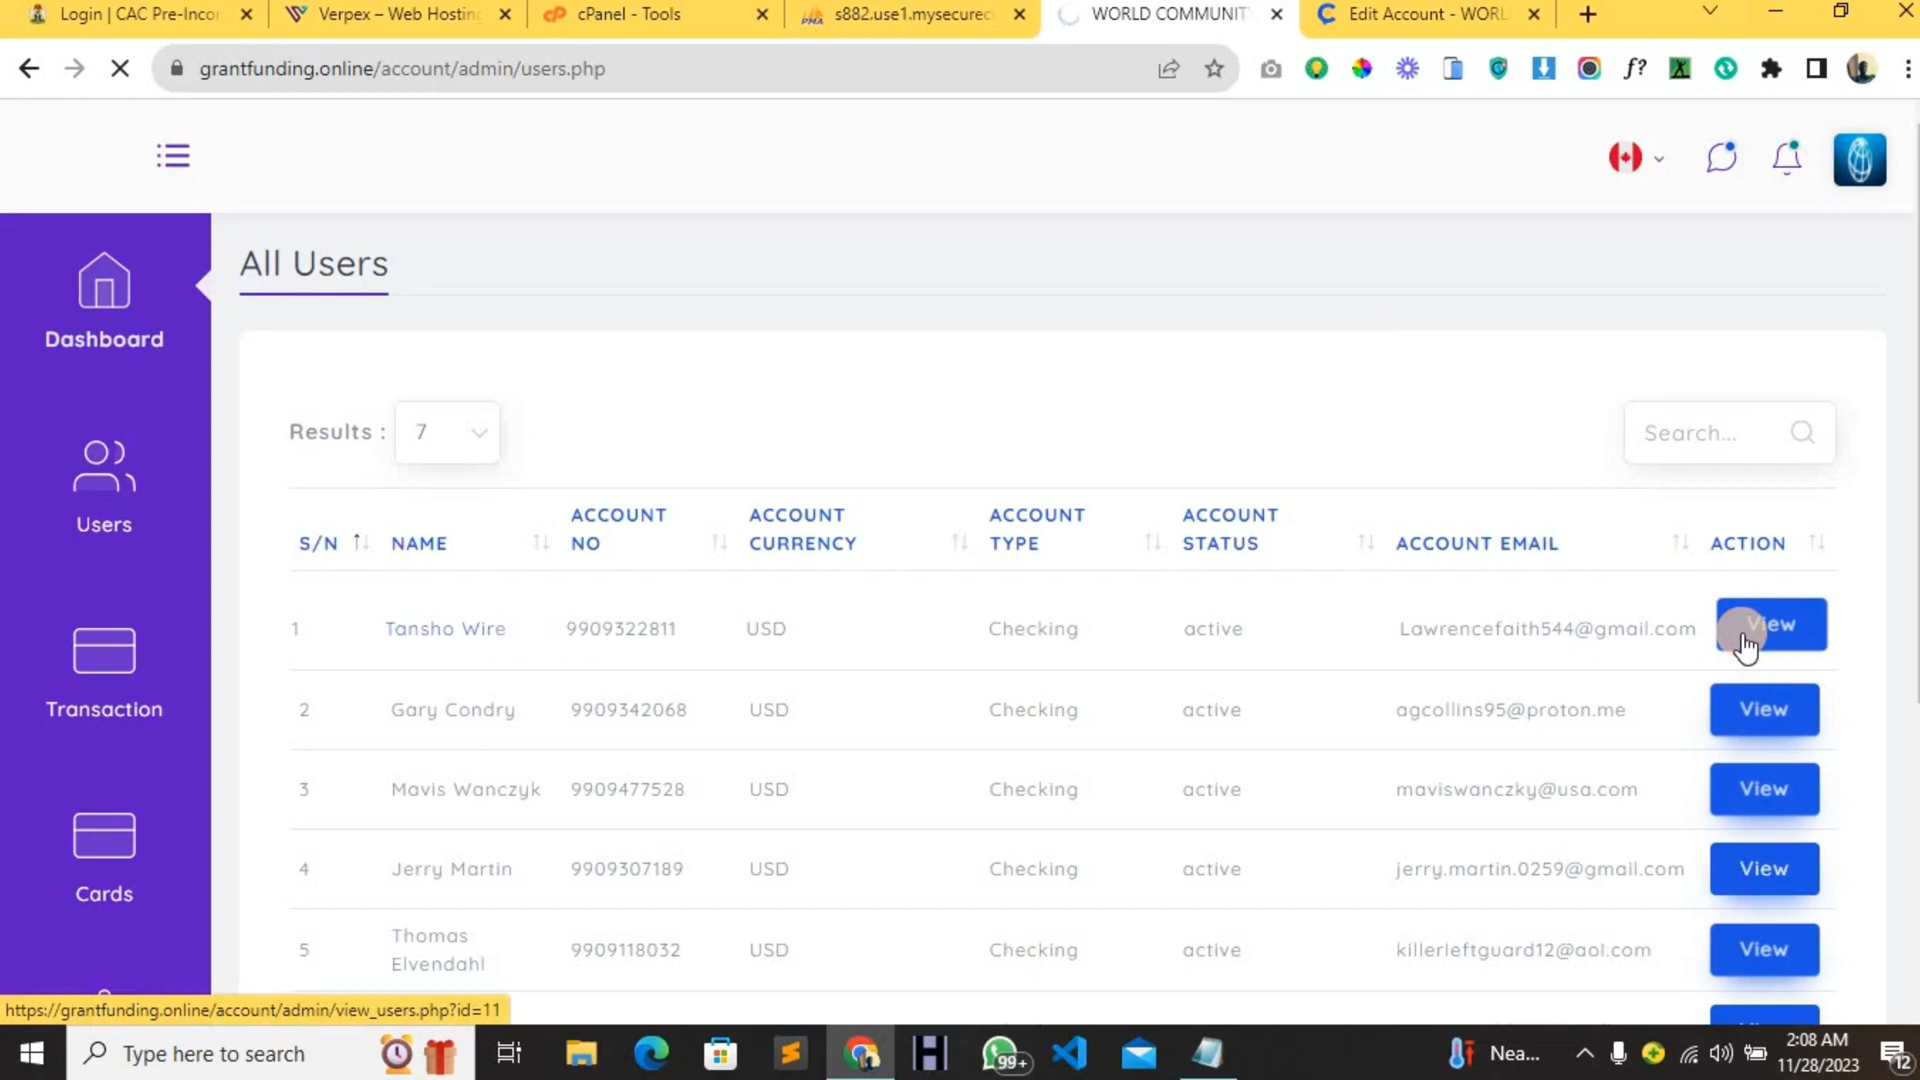 Login | CAC Pre-Incor
Verpex – Web Hosting
cPanel - Tools
s882.use1.mysecurec
WORLD COMMUNIT
Edit Account - WORL
grantfunding.online/account/admin/users.php
f?
Dashboard
Users
Transaction
Cards
All Users
Results : 7
Search...
S/N NAME ACCOUNT NO ACCOUNT CURRENCY ACCOUNT TYPE ACCOUNT STATUS ACCOUNT EMAIL ACTION
1 Tansho Wire 9909322811 USD Checking active Lawrencefaith544@gmail.com View
2 Gary Condry 9909342068 USD Checking active agcollins95@proton.me View
3 Mavis Wanczyk 9909477528 USD Checking active maviswanczky@usa.com View
4 Jerry Martin 9909307189 USD Checking active jerry.martin.0259@gmail.com View
5 Thomas Elvendahl 9909118032 USD Checking active killerleftguard12@aol.com View
https://grantfunding.online/account/admin/view_users.php?id=11
Type here to search
99+
Nea...
2:08 AM
11/28/2023
12